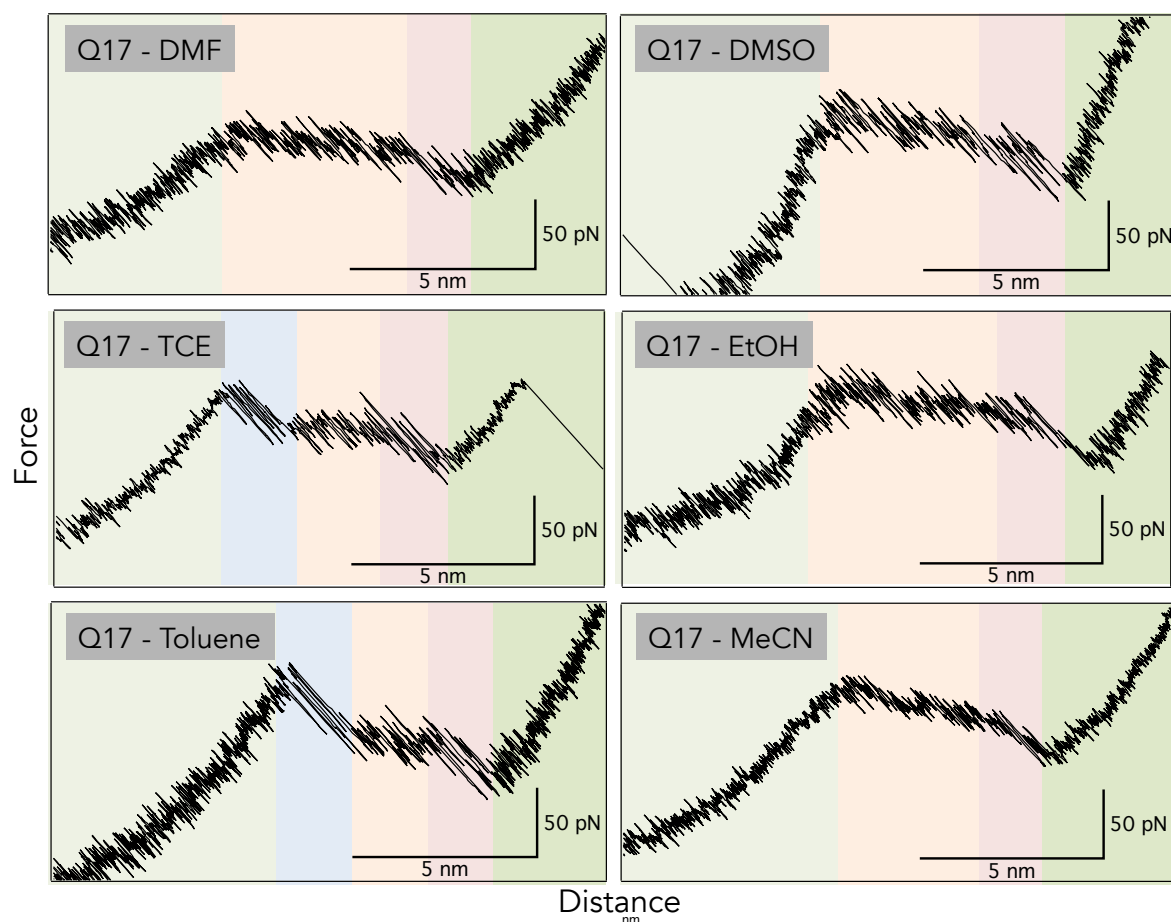 Q17 - DMF
50 pN
5 nm
Q17 - DMSO
50 pN
5 nm
Q17 - TCE
50 pN
5 nm
Q17 - EtOH
50 pN
5 nm
Q17 - Toluene
50 pN
5 nm
Q17 - MeCN
50 pN
5 nm
Force
Distance
nm